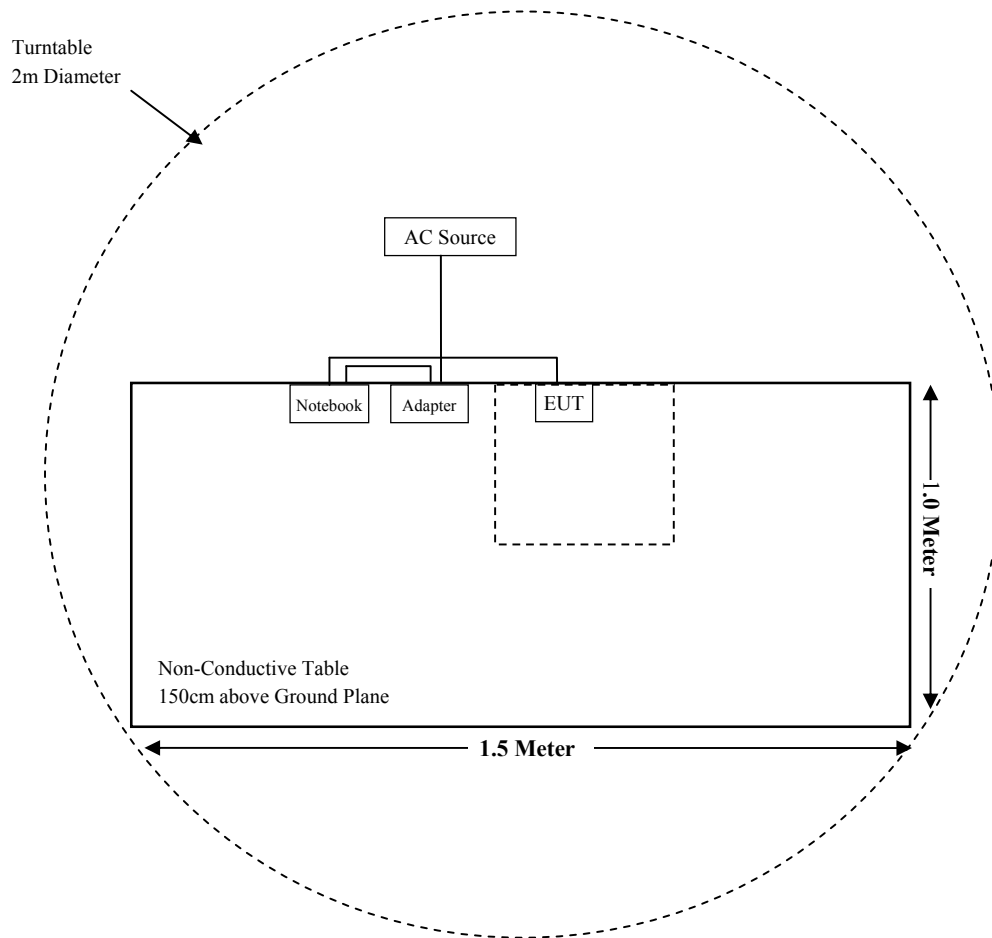 Turntable
2m Diameter
AC Source
Notebook
Adapter
EUT
1.0 Meter
Non-Conductive Table
150cm above Ground Plane
1.5 Meter